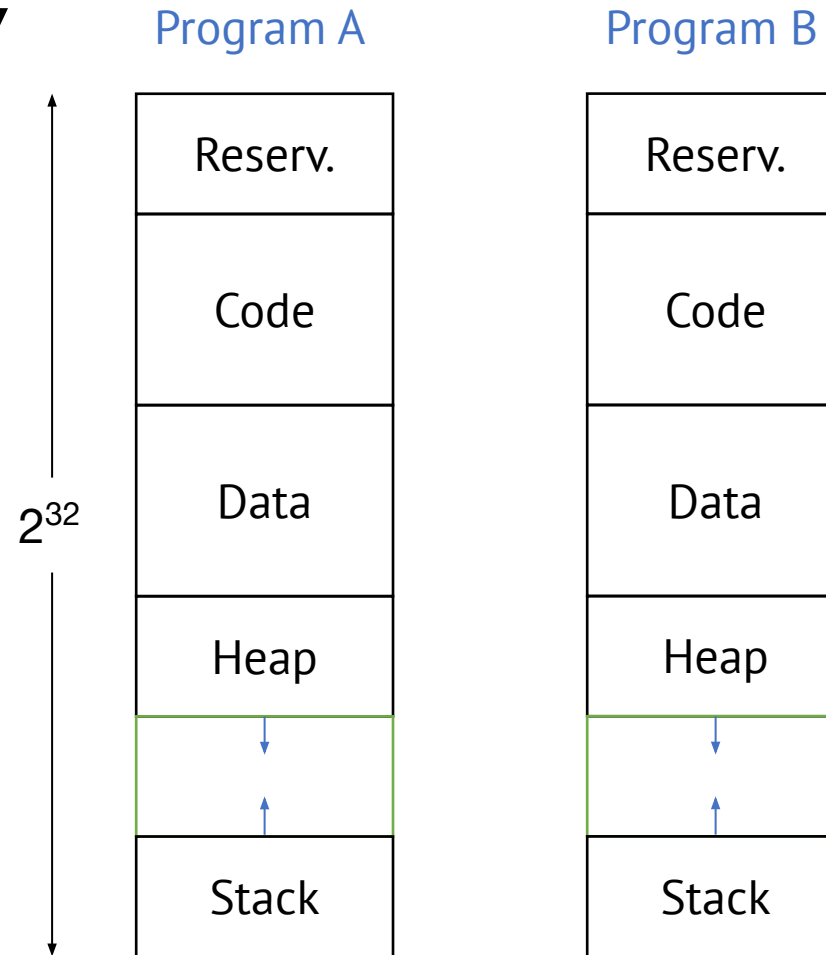 Program A
Program B
Reserv.
Reserv.
Code
Code
2³²
Data
Data
Heap
Heap
Stack
Stack